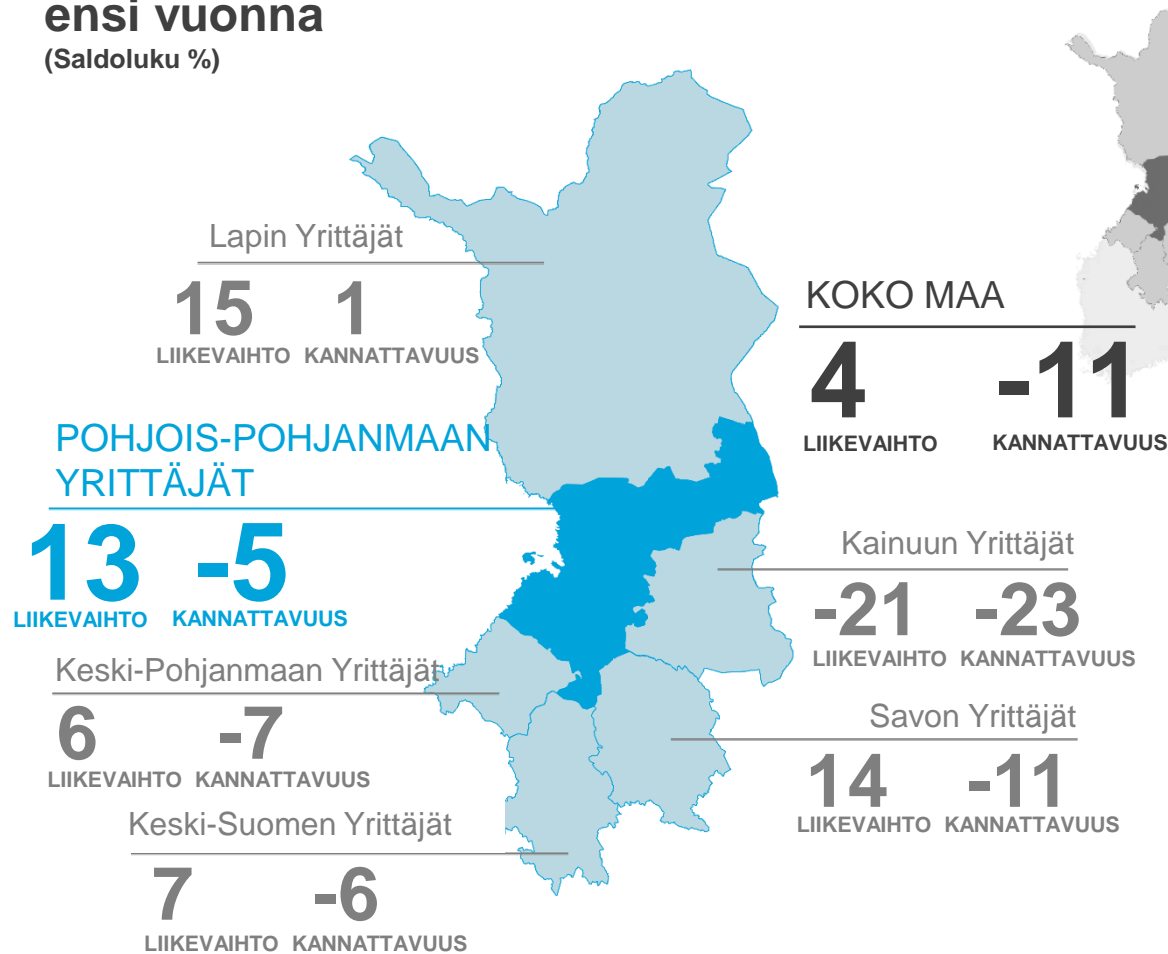 ensi vuonna
(Saldoluku %)
Lapin Yrittäjät
15 1
LIIKEVAIHTO KANNATTAVUUS
KOKO MAA
4 -11
LIIKEVAIHTO KANNATTAVUUS
POHJOIS-POHJANMAAN
YRITTÄJÄT
13 -5
LIIKEVAIHTO KANNATTAVUUS
Kainuun Yrittäjät
-21 -23
LIIKEVAIHTO KANNATTAVUUS
Keski-Pohjanmaan Yrittäjät
6 -7
LIIKEVAIHTO KANNATTAVUUS
Savon Yrittäjät
14 -11
LIIKEVAIHTO KANNATTAVUUS
Keski-Suomen Yrittäjät
7 -6
LIIKEVAIHTO KANNATTAVUUS